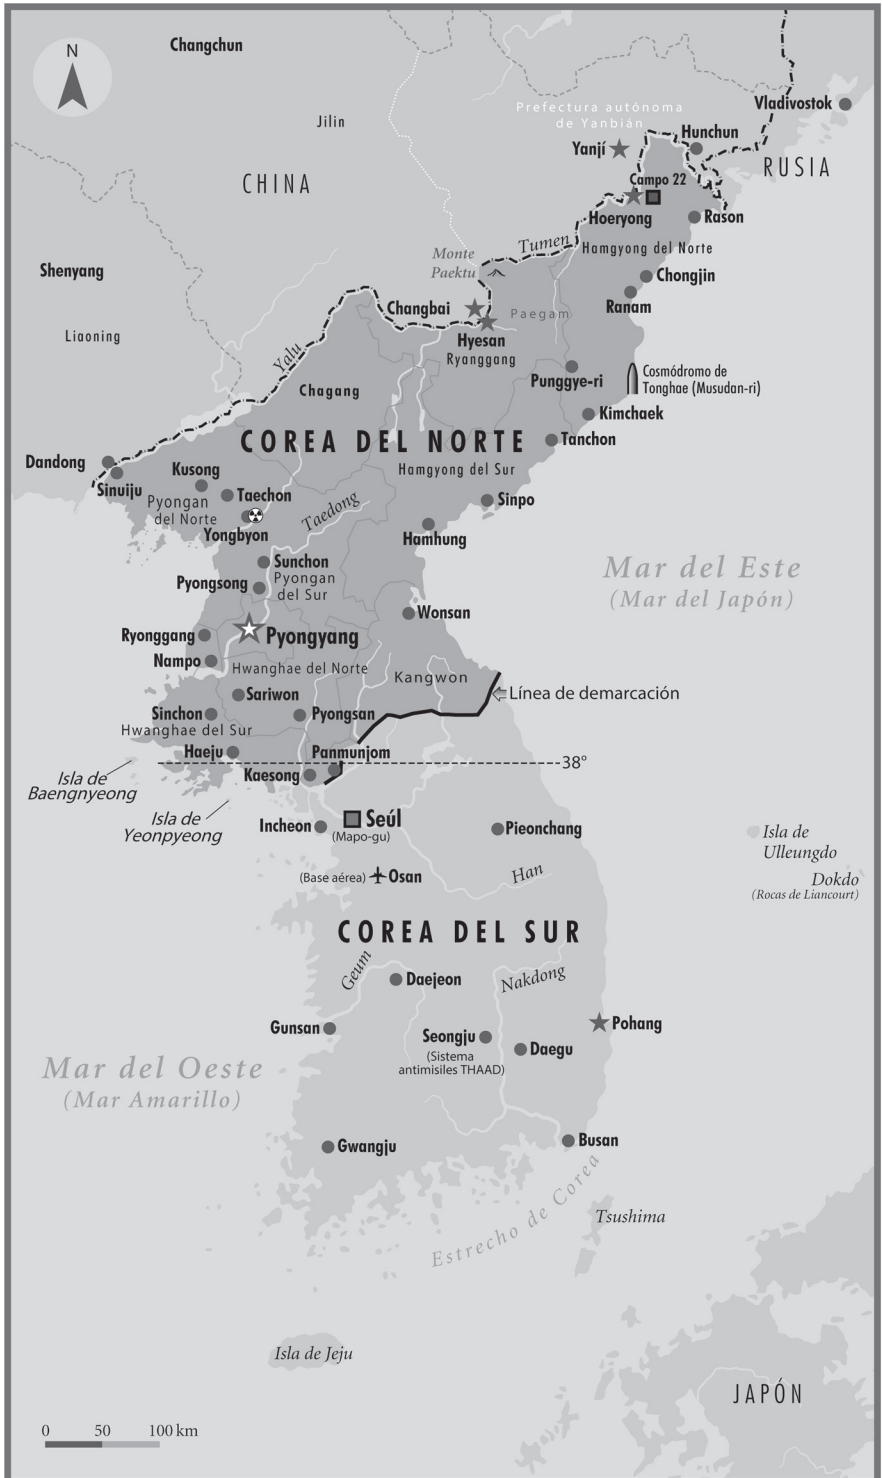 N
Changchun
Vladivostok
Prefectura autónoma
de Yanbián
Jilin
Hunchun
Yanjí
RUSIA
CHINA
Campo 22
Hoeryong
Rason
Tumen
Hamgyong del Norte
Monte
Paektu
Shenyang
Chongjin
Changbai
Ranam
Paegam
Liaoning
Hyesan
Ryanggang
Yalu
Punggye-ri
Cosmódromo de
Tonghae (Musudan-ri)
Chagang
Kimchaek
COREA DEL NORTE
Tanchon
Dandong
Kusong
Hamgyong del Sur
Sinuiju
Taechon
Pyongan
del Norte
Sinpo
Taedong
Yongbyon
Hamhung
Sunchon
Mar del Este
(Mar del Japón)
Pyongsong
Pyongan
del Sur
Wonsan
Ryonggang
Pyongyang
Nampo
Hwanghae del Norte
Kangwon
Sariwon
Línea de demarcación
Sinchon
Pyongsan
Hwanghae del Sur
Haeju
Panmunjom
38°
Kaesong
Isla de
Baengnyeong
Isla de
Yeonpyeong
Incheon
Seúl
(Mapo-gu)
Pieonchang
Isla de
Ulleungdo
(Base aérea)
Osan
Han
Dokdo
(Rocas de Liancourt)
COREA DEL SUR
Geum
Daejeon
Nakdong
Gunsan
Seongju
(Sistema
antimisiles THAAD)
Pohang
Daegu
Mar del Oeste
(Mar Amarillo)
Gwangju
Busan
Estrecho de Corea
Tsushima
Isla de Jeju
JAPÓN
0 50 100 km